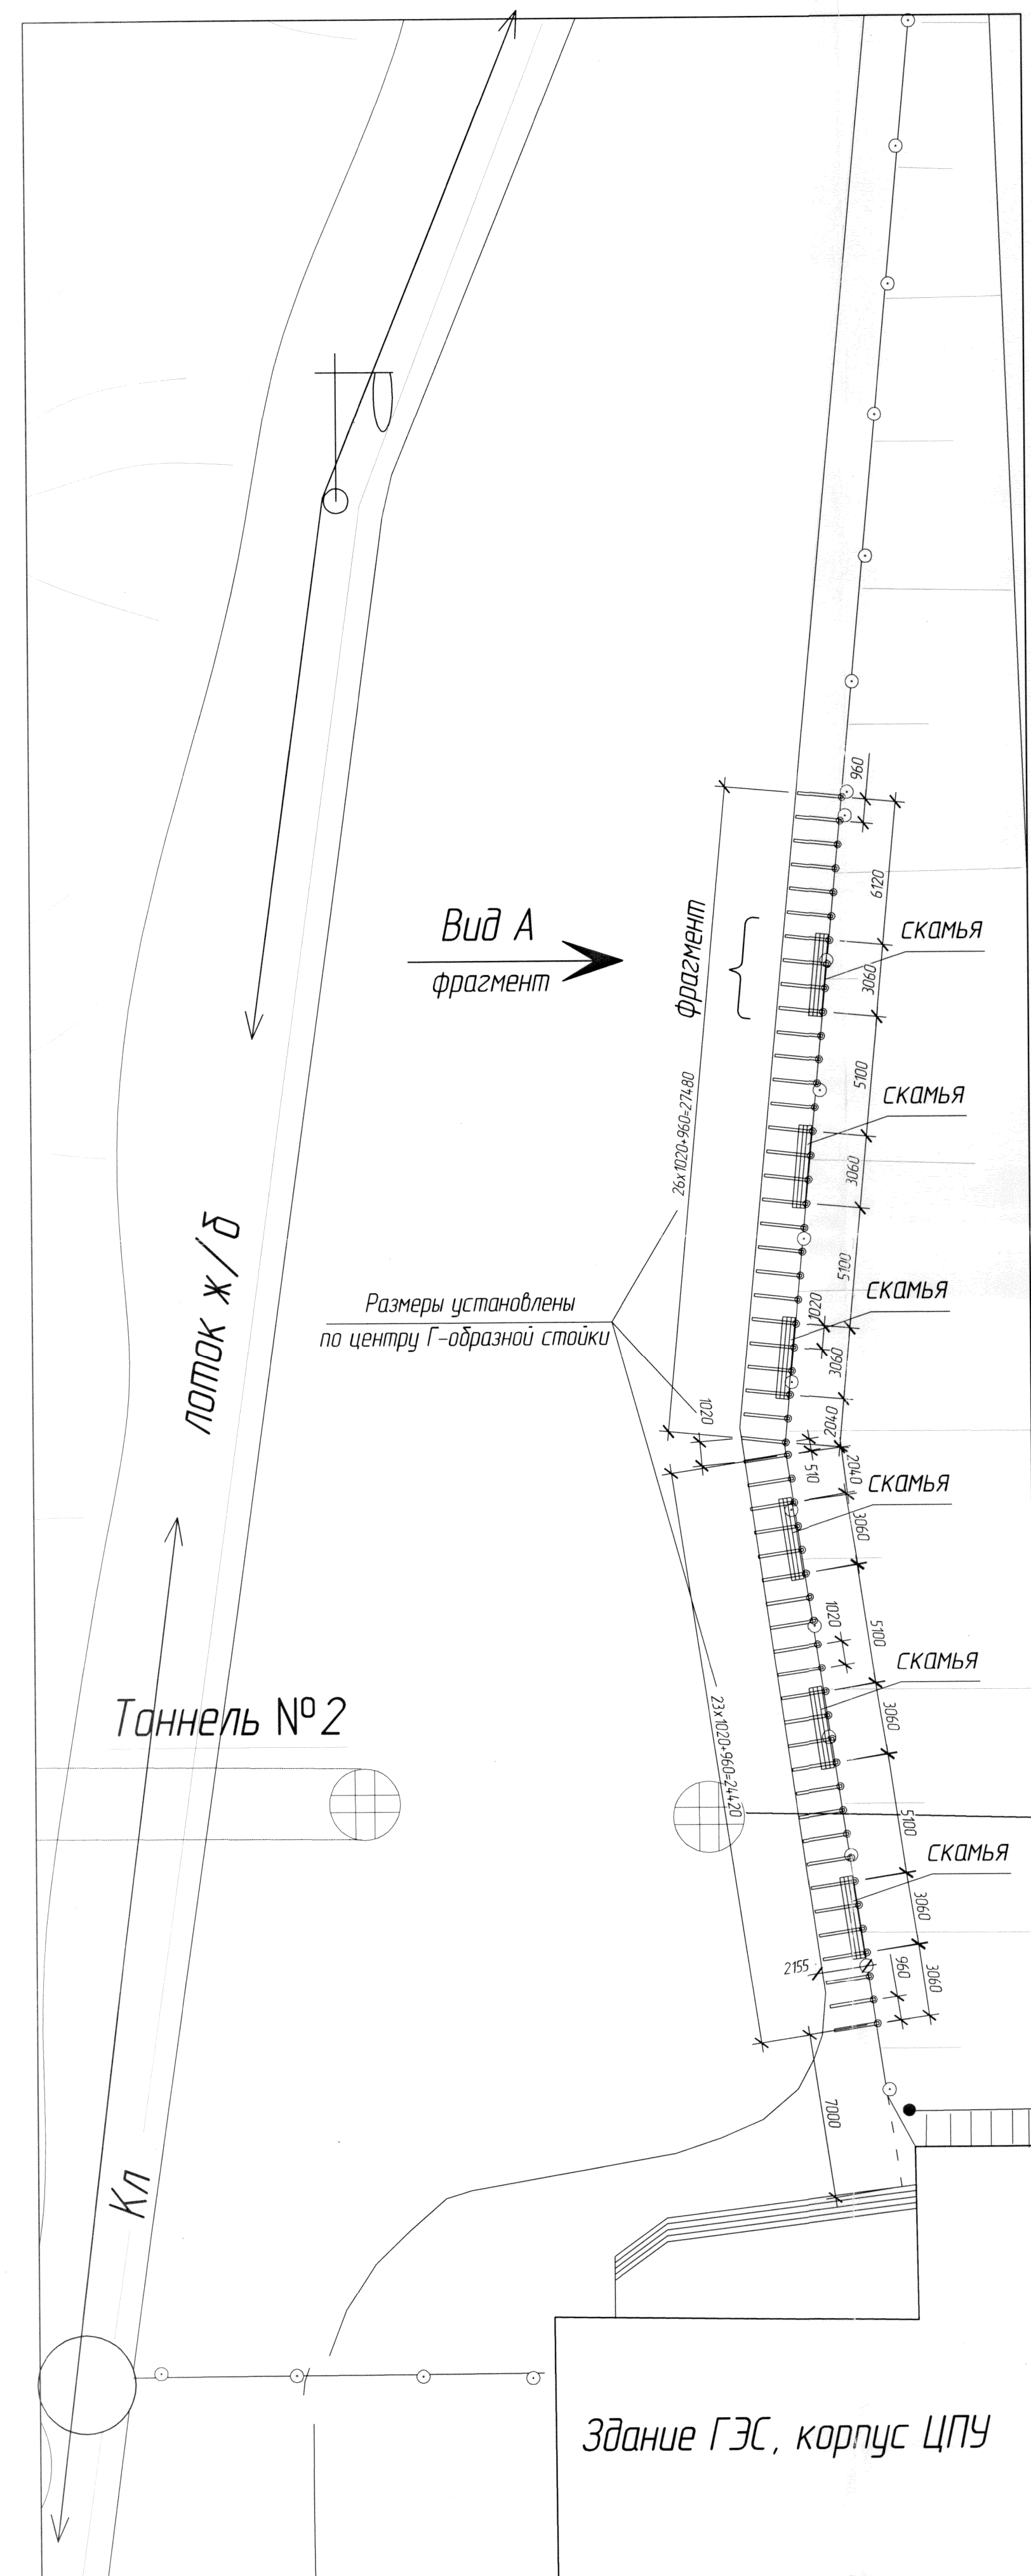 960
6120
скамья
Вид А
фрагмент
фрагмент
3060
5100
скамья
26х1020+960=27480
3060
лоток ж/б
5100
скамья
Размеры установлены
по центру Г-образной стойки
1020
3060
1020
2040
510
2040
скамья
3060
1020
5100
скамья
Тоннель №2
23х1020+960=24420
3060
5100
скамья
3060
2155
960
3060
7000
Кл
Здание ГЭС, корпус ЦПУ